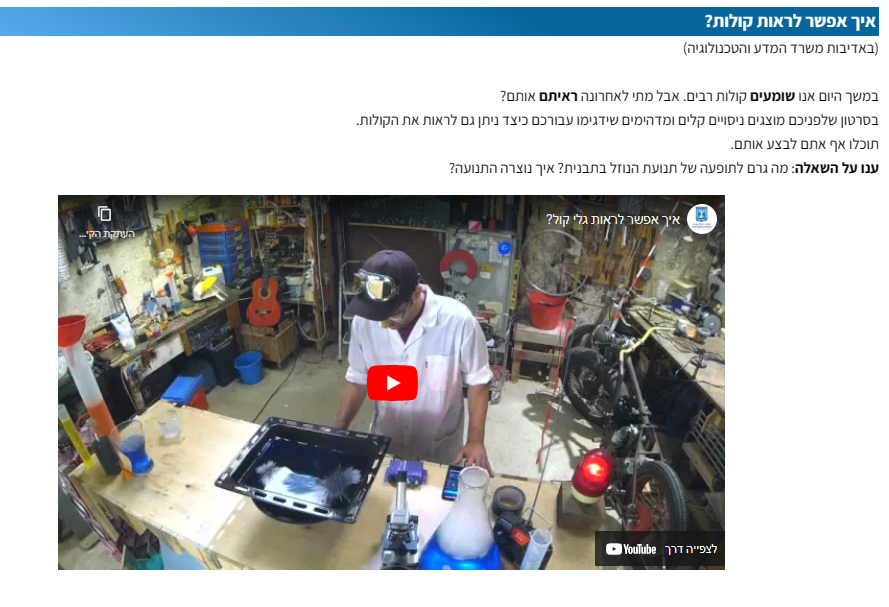 איך אפשר לראות קולות?
(באדיבות משרד המדע והטכנולוגיה)
במשך היום אנו שומעים קולות רבים. אבל מתי לאחרונה ראיתם אותם?
בסרטון שלפניכם מוצגים ניסויים קלים ומדהימים שידגימו עבורכם כיצד ניתן גם לראות את הקולות.
תוכלו אף אתם לבצע אותם.
ענו על השאלה: מה גרם לתופעה של תנועת הנוזל בתבנית? איך נוצרה התנועה?
איך אפשר לראות גלי קול?
העתקת הקי...
לצפייה דרך YouTube